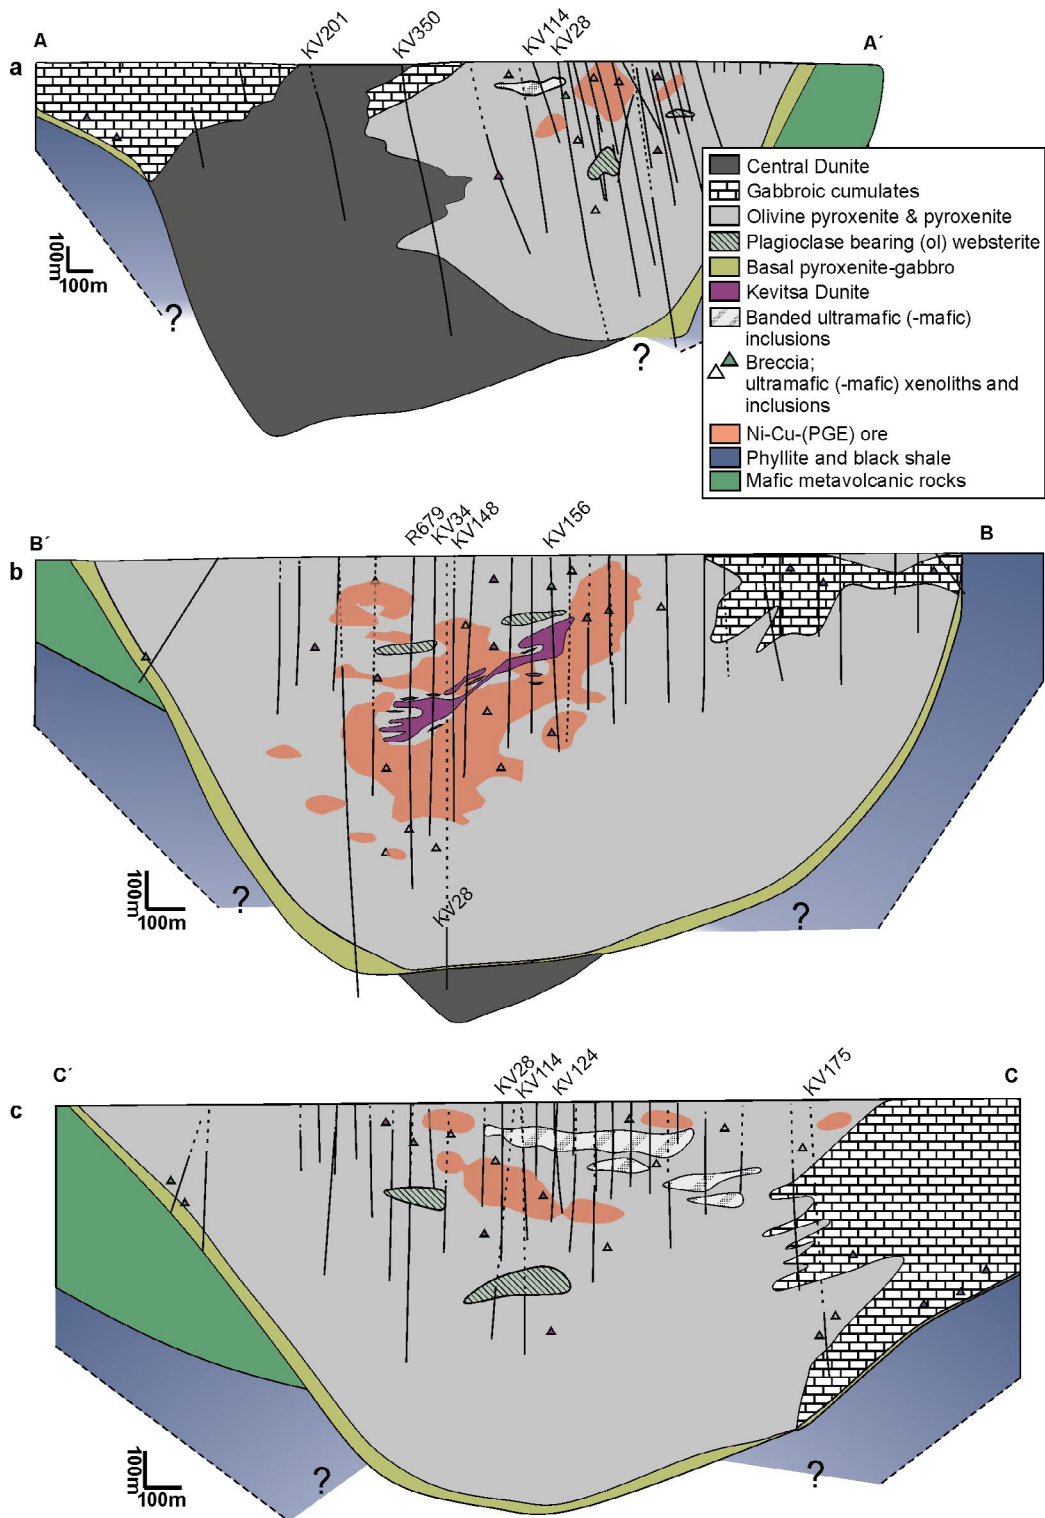 A
KV201
KV350
KV114
KV28
A´
a
100m
100m
?
?
Central Dunite
Gabbroic cumulates
Olivine pyroxenite & pyroxenite
Plagioclase bearing (ol) websterite
Basal pyroxenite-gabbro
Kevitsa Dunite
Banded ultramafic (-mafic)
inclusions
Breccia;
ultramafic (-mafic) xenoliths and
inclusions
Ni-Cu-(PGE) ore
Phyllite and black shale
Mafic metavolcanic rocks
B´
R679
KV34
KV148
KV156
B
b
100m
100m
?
KV28
?
C´
KV28
KV114
KV124
KV175
C
c
100m
100m
?
?